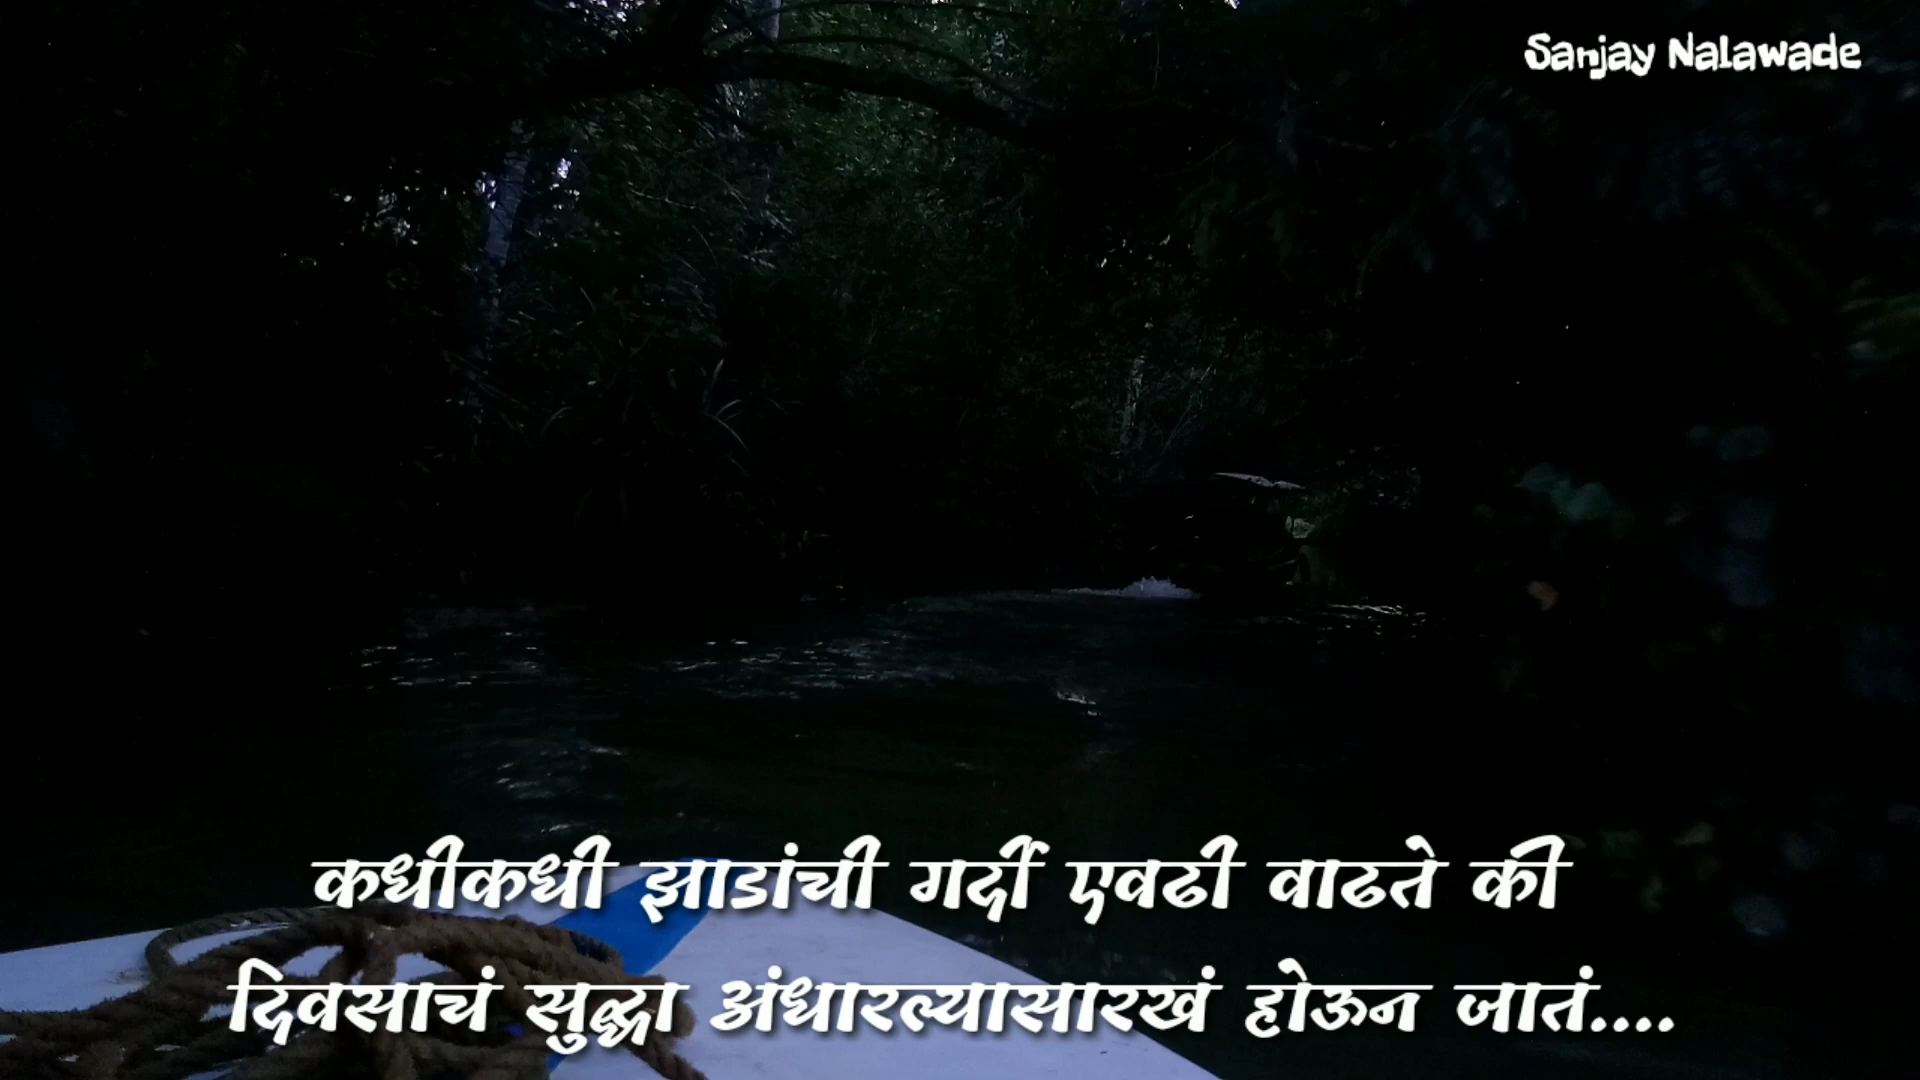 Sanjay Nalawade
कधीकधी झाडांची गर्दी एवढी वाढते की
दिवसाचं सुद्धा अंधारल्यासारखं होऊन जातं....